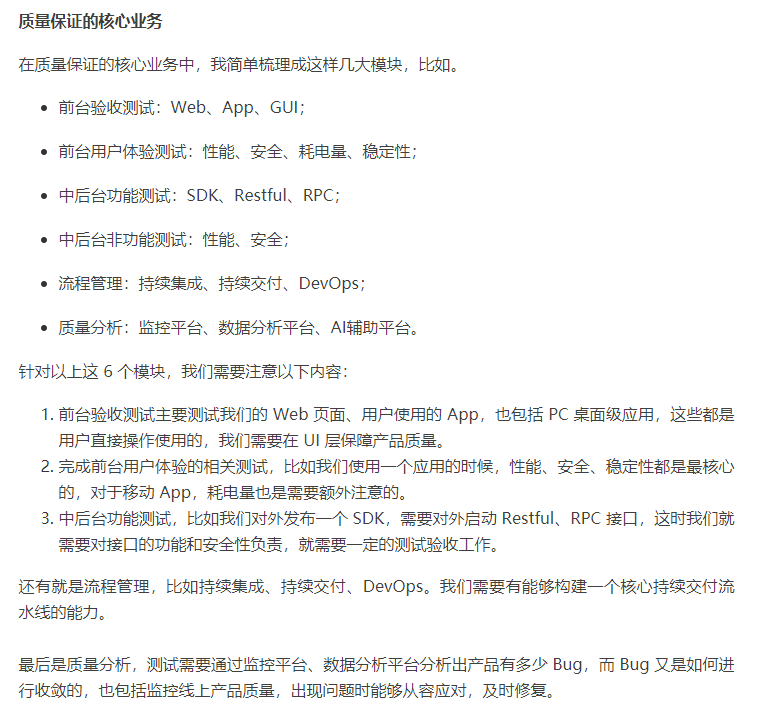 质量保证的核心业务
在质量保证的核心业务中，我简单梳理成这样几大模块，比如。
• 前台验收测试：Web、App、GUI；
• 前台用户体验测试：性能、安全、耗电量、稳定性；
• 中后台功能测试：SDK、Restful、RPC；
• 中后台非功能测试：性能、安全；
• 流程管理：持续集成、持续交付、DevOps；
• 质量分析：监控平台、数据分析平台、AI辅助平台。
针对以上这 6 个模块，我们需要注意以下内容：
1. 前台验收测试主要测试我们的 Web 页面、用户使用的 App，也包括 PC 桌面级应用，这些都是
用户直接操作使用的，我们需要在 UI 层保障产品质量。
2. 完成前台用户体验的相关测试，比如我们使用一个应用的时候，性能、安全、稳定性都是最核心
的，对于移动 App，耗电量也是需要额外注意的。
3. 中后台功能测试，比如我们对外发布一个 SDK，需要对外启动 Restful、RPC 接口，这时我们就
需要对接口的功能和安全性负责，就需要一定的测试验收工作。
还有就是流程管理，比如持续集成、持续交付、DevOps。我们需要有能够构建一个核心持续交付流
水线的能力。
最后是质量分析，测试需要通过监控平台、数据分析平台分析出产品有多少 Bug，而 Bug 又是如何进
行收敛的，也包括监控线上产品质量，出现问题时能够从容应对，及时修复。